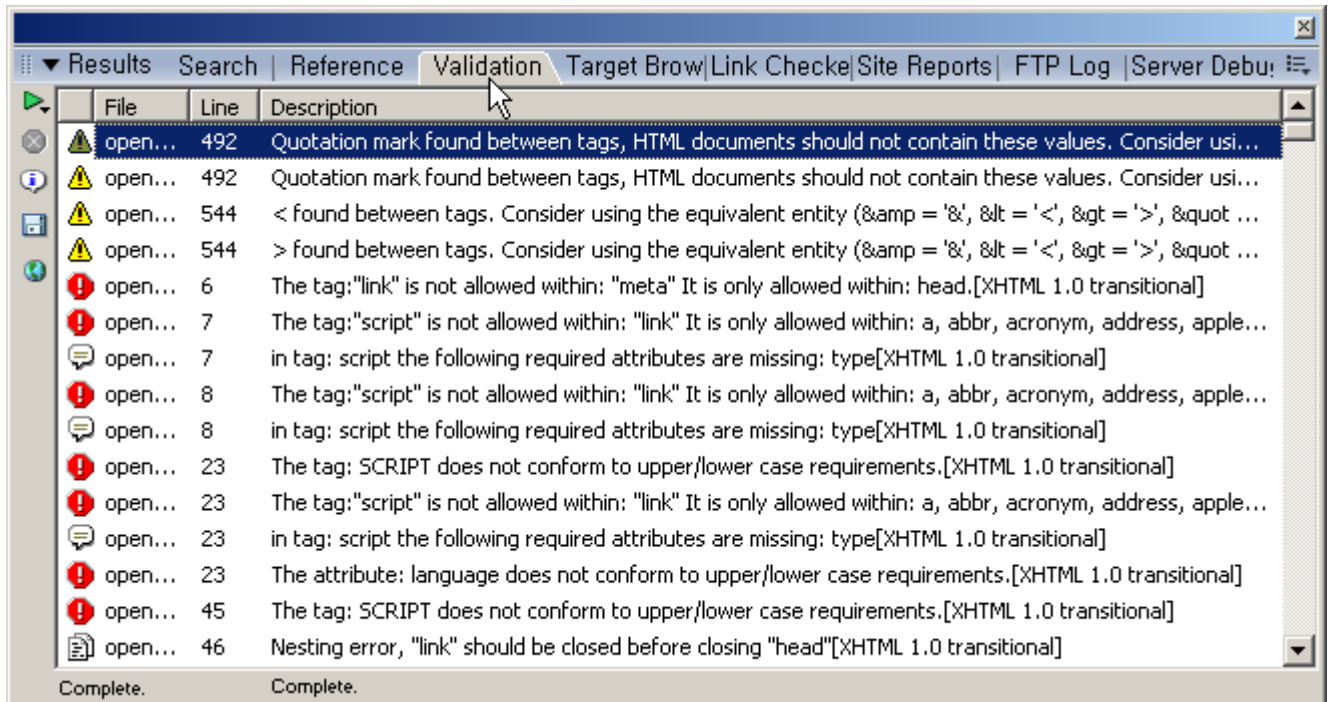 Results Search | Reference Validation Target Brow|Link Checke|Site Reports| FTP Log |Server Debu
File Line Description
open... 492 Quotation mark found between tags, HTML documents should not contain these values. Consider usi...
open... 492 Quotation mark found between tags, HTML documents should not contain these values. Consider usi...
open... 544 < found between tags. Consider using the equivalent entity (&amp = '&', &lt = '<', &gt = '>', &quot ...
open... 544 > found between tags. Consider using the equivalent entity (&amp = '&', &lt = '<', &gt = '>', &quot ...
open... 6 The tag:"link" is not allowed within: "meta" It is only allowed within: head.[XHTML 1.0 transitional]
open... 7 The tag:"script" is not allowed within: "link" It is only allowed within: a, abbr, acronym, address, apple...
open... 7 in tag: script the following required attributes are missing: type[XHTML 1.0 transitional]
open... 8 The tag:"script" is not allowed within: "link" It is only allowed within: a, abbr, acronym, address, apple...
open... 8 in tag: script the following required attributes are missing: type[XHTML 1.0 transitional]
open... 23 The tag: SCRIPT does not conform to upper/lower case requirements.[XHTML 1.0 transitional]
open... 23 The tag:"script" is not allowed within: "link" It is only allowed within: a, abbr, acronym, address, apple...
open... 23 in tag: script the following required attributes are missing: type[XHTML 1.0 transitional]
open... 23 The attribute: language does not conform to upper/lower case requirements.[XHTML 1.0 transitional]
open... 45 The tag: SCRIPT does not conform to upper/lower case requirements.[XHTML 1.0 transitional]
open... 46 Nesting error, "link" should be closed before closing "head"[XHTML 1.0 transitional]
Complete. Complete.